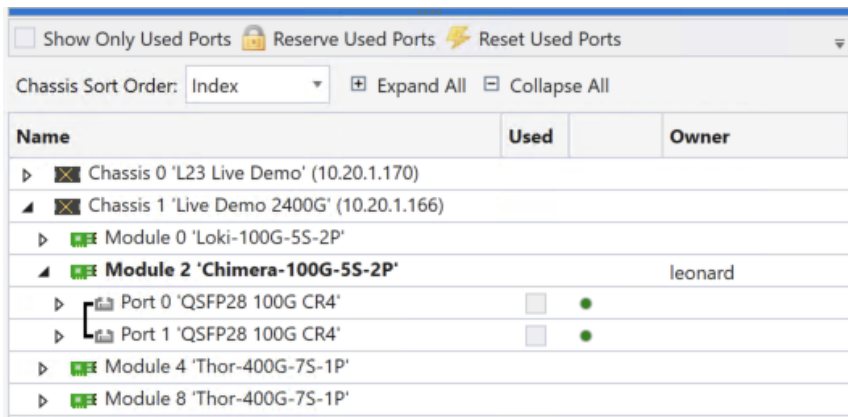 Show Only Used Ports Reserve Used Ports Reset Used Ports
Chassis Sort Order: Index Expand All Collapse All
Name Used Owner
Chassis 0 'L23 Live Demo' (10.20.1.170)
Chassis 1 'Live Demo 2400G' (10.20.1.166)
Module 0 'Loki-100G-5S-2P'
Module 2 'Chimera-100G-5S-2P' leonard
Port 0 'QSFP28 100G CR4'
Port 1 'QSFP28 100G CR4'
Module 4 'Thor-400G-7S-1P'
Module 8 'Thor-400G-7S-1P'